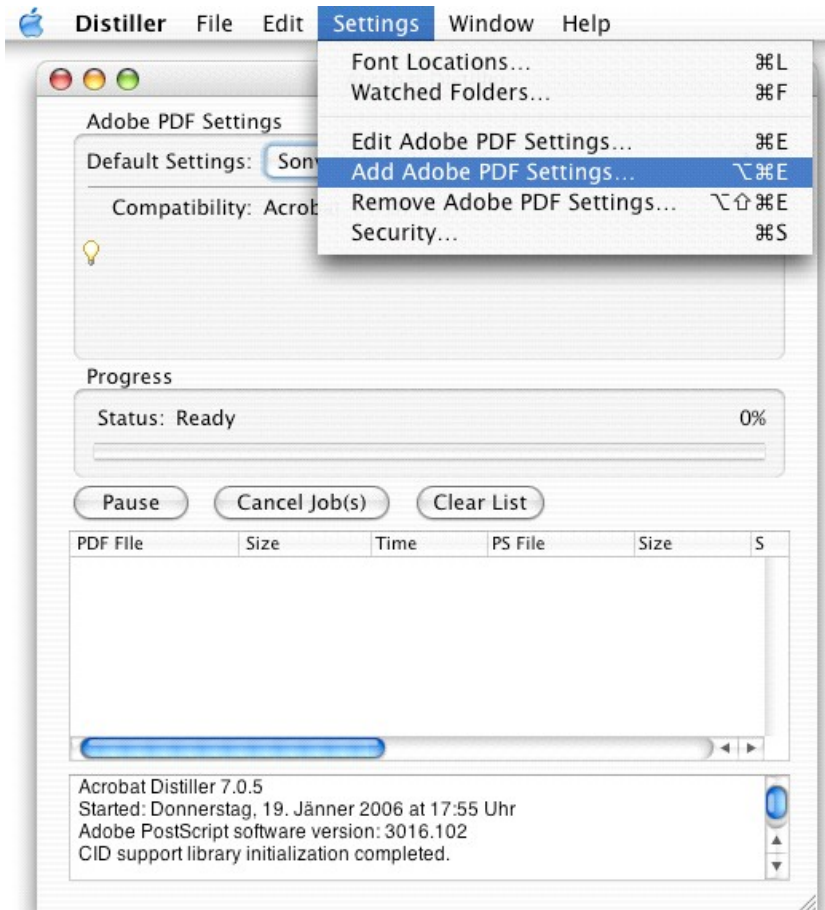 Distiller File Edit Settings Window Help
Font Locations... ⌘L
Watched Folders... ⌘F
Edit Adobe PDF Settings... ⌘E
Add Adobe PDF Settings... ⌥⌘E
Remove Adobe PDF Settings... ⌥⇧⌘E
Security... ⌘S
Adobe PDF Settings
Default Settings:
Compatibility:
Progress
Status: Ready 0%
Pause Cancel Job(s) Clear List
PDF FIle Size Time PS File Size S
Acrobat Distiller 7.0.5
Started: Donnerstag, 19. Jänner 2006 at 17:55 Uhr
Adobe PostScript software version: 3016.102
CID support library initialization completed.